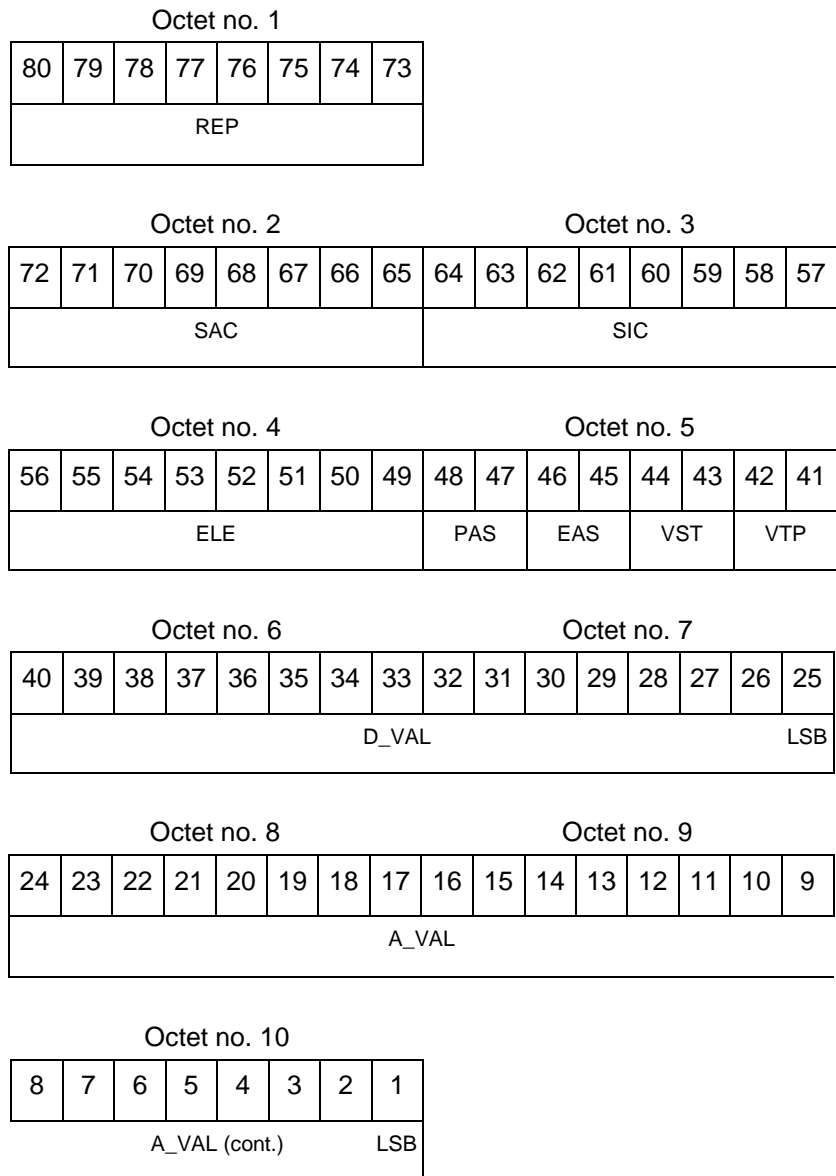 Octet no. 1
80 79 78 77 76 75 74 73
REP
Octet no. 2 Octet no. 3
72 71 70 69 68 67 66 65 64 63 62 61 60 59 58 57
SAC SIC
Octet no. 4 Octet no. 5
56 55 54 53 52 51 50 49 48 47 46 45 44 43 42 41
ELE PAS EAS VST VTP
Octet no. 6 Octet no. 7
40 39 38 37 36 35 34 33 32 31 30 29 28 27 26 25
D_VAL LSB
Octet no. 8 Octet no. 9
24 23 22 21 20 19 18 17 16 15 14 13 12 11 10 9
A_VAL
Octet no. 10
8 7 6 5 4 3 2 1
A_VAL (cont.) LSB